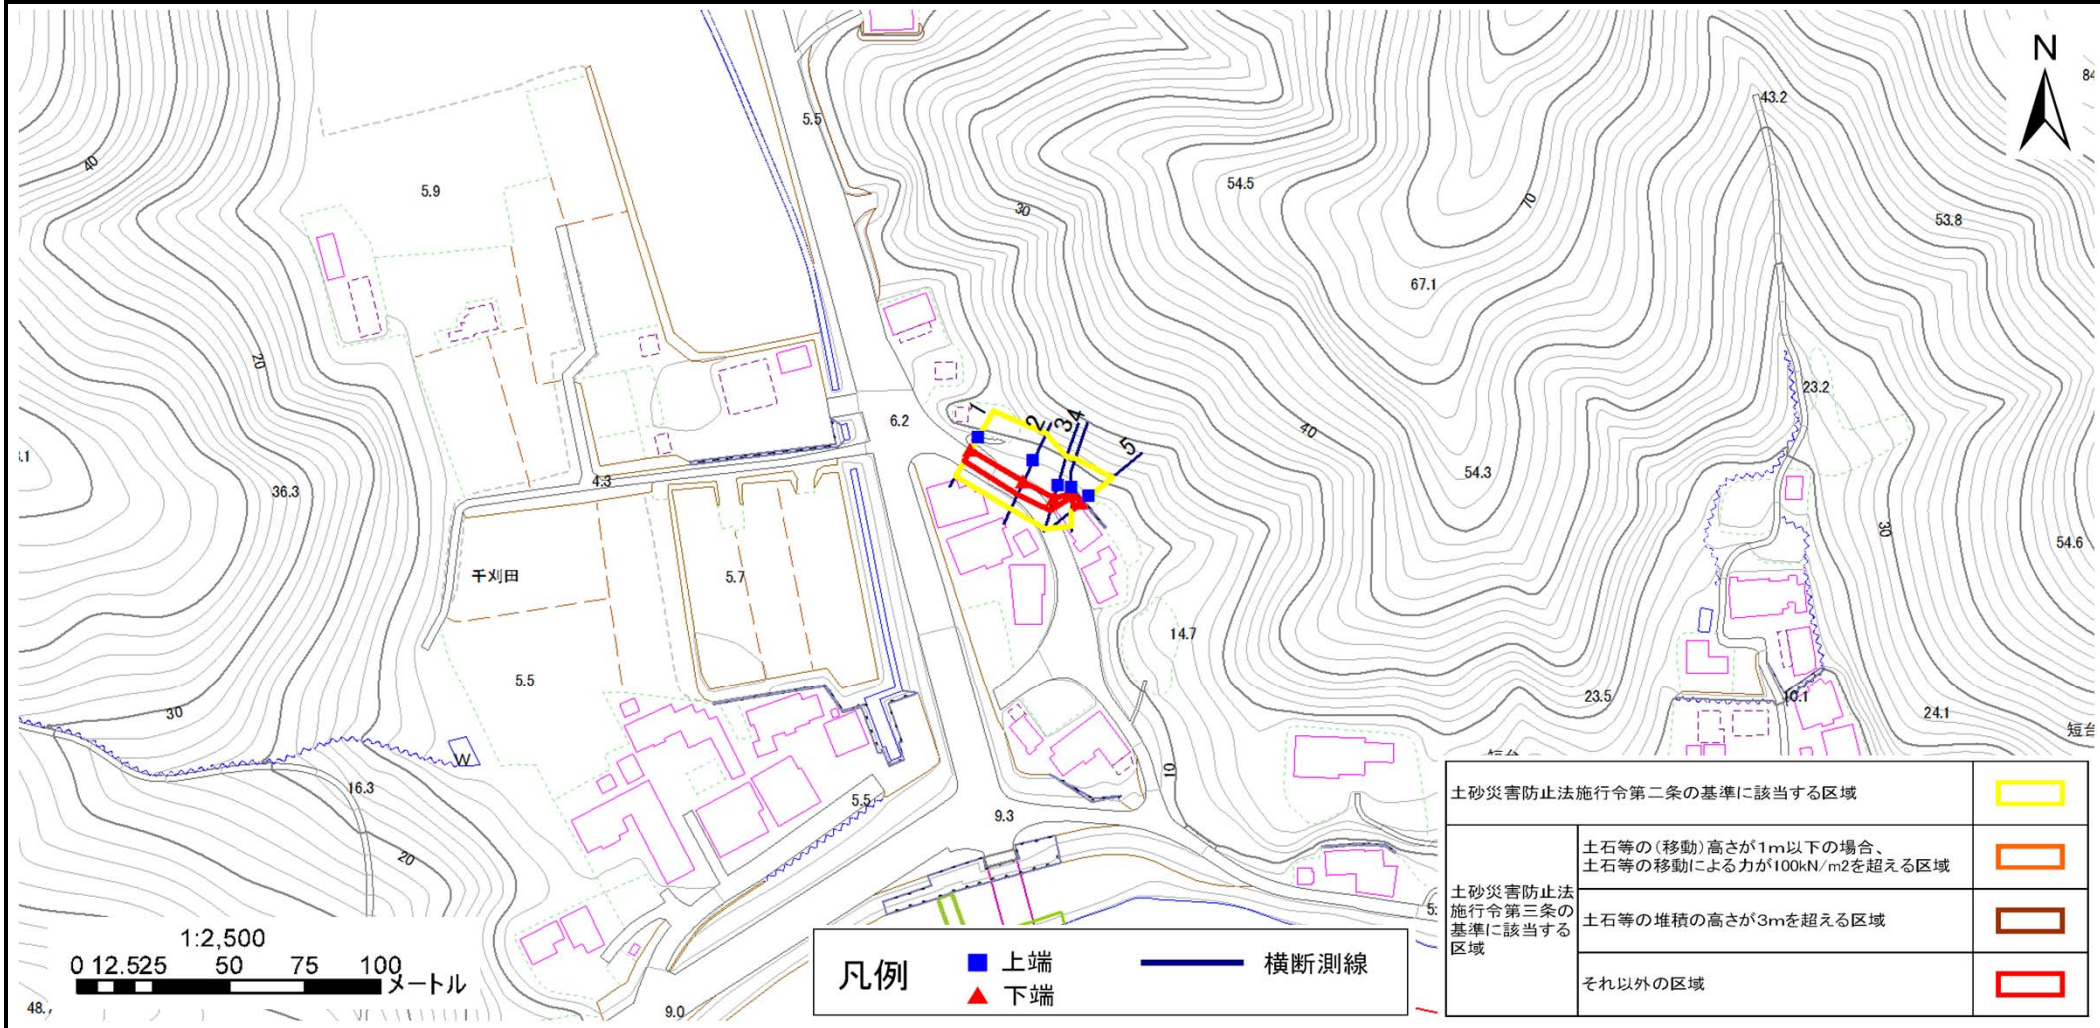 N
43.2
5.5
40
5.9
54.5
30
70
53.8
67.1
20
23.2
6.2
1
2
3
4
5
40
54.3
36.3
4.3
30
54.6
千刈田
5.7
14.7
5.5
30
23.5
10.1
24.1
短台
W
10
16.3
5.5
9.3
20
9.0
1:2,500
0 12.525 50 75 100
メートル
凡例
上端
下端
横断測線
土砂災害防止法施行令第二条の基準に該当する区域
土砂災害防止法
施行令第三条の
基準に該当する
区域
土石等の(移動)高さが1m以下の場合、
土石等の移動による力が100kN/m2を超える区域
土石等の堆積の高さが3mを超える区域
それ以外の区域